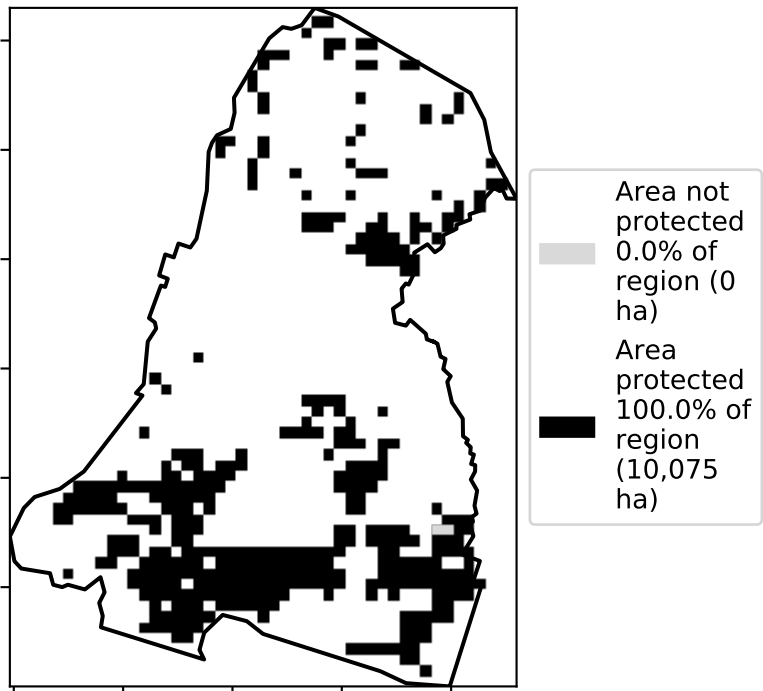 Area not
protected
0.0% of
region (0
ha)
Area
protected
100.0% of
region
(10,075
ha)